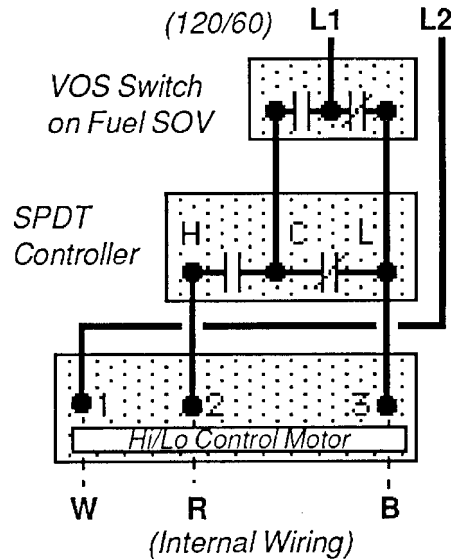 (120/60) L1 L2
VOS Switch
on Fuel SOV
SPDT
Controller
H C L
1 2 3
Hi/Lo Control Motor
W R B
(Internal Wiring)